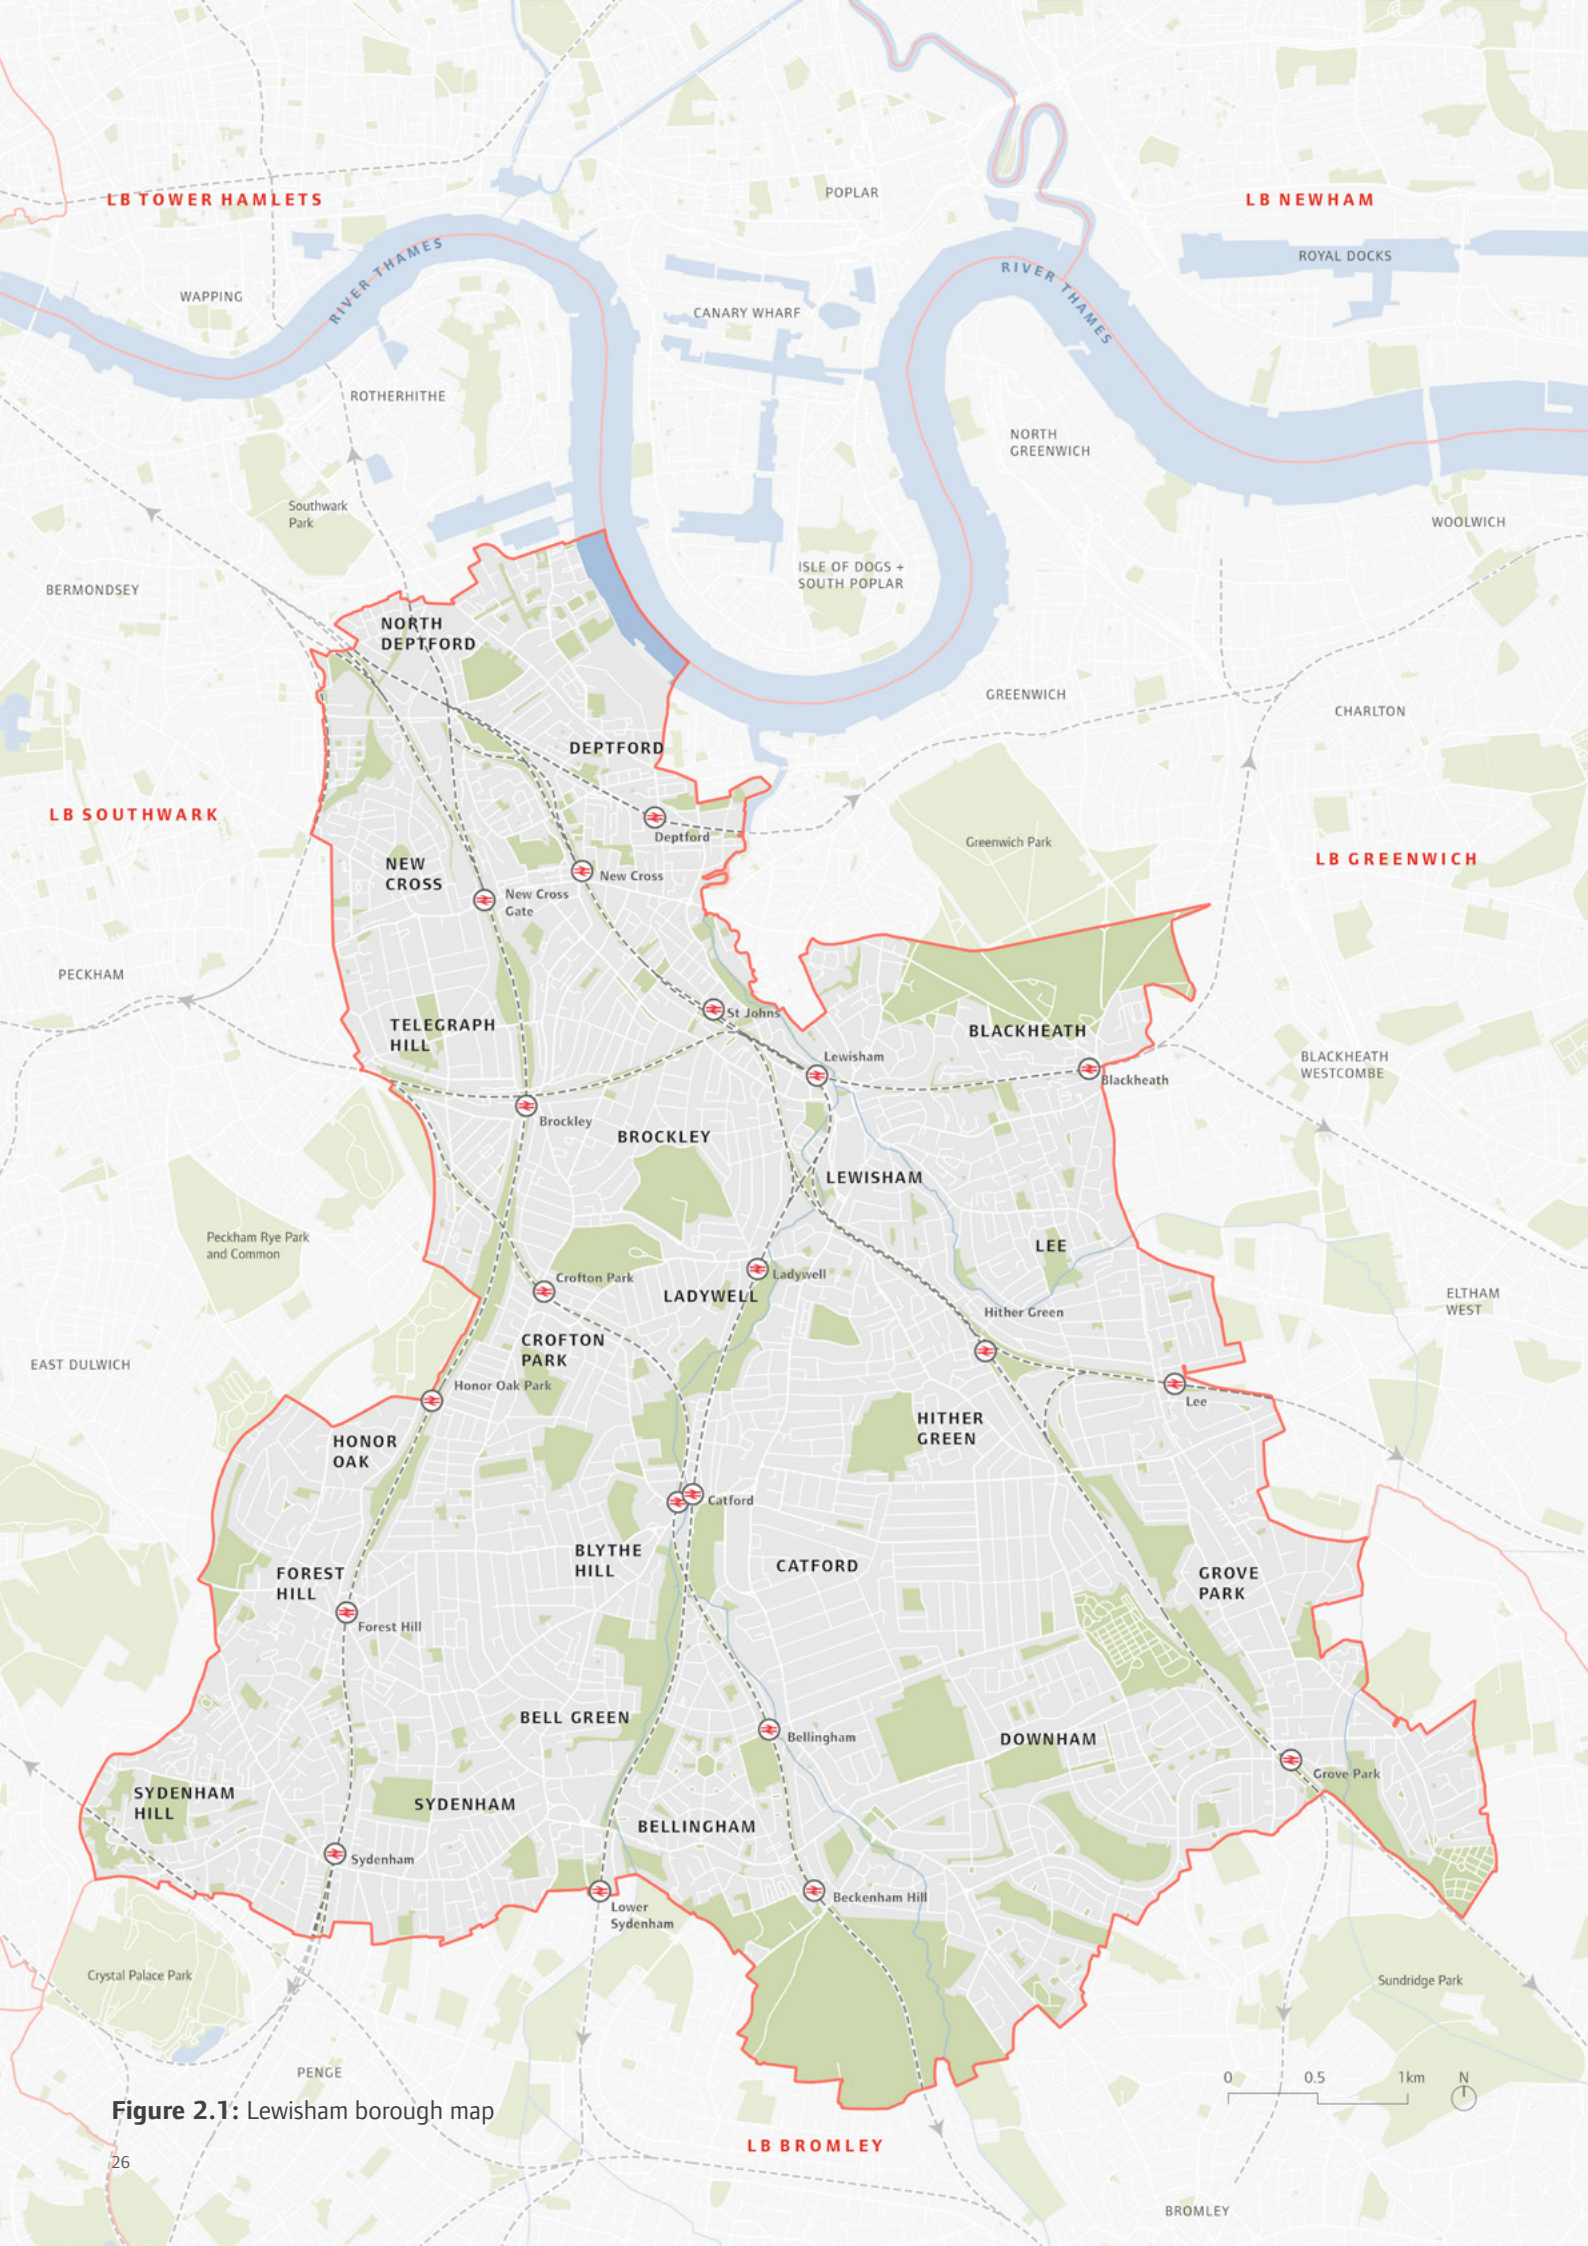 LB TOWER HAMLETS
POPLAR
LB NEWHAM
RIVER THAMES
RIVER THAMES
ROYAL DOCKS
WAPPING
CANARY WHARF
ROTHERHITHE
NORTH
GREENWICH
Southwark
Park
WOOLWICH
ISLE OF DOGS +
SOUTH POPLAR
BERMONDSEY
NORTH
DEPTFORD
GREENWICH
CHARLTON
DEPTFORD
LB SOUTHWARK
Deptford
Greenwich Park
LB GREENWICH
NEW
CROSS
New Cross
New Cross
Gate
PECKHAM
TELEGRAPH
HILL
St Johns
BLACKHEATH
Lewisham
BLACKHEATH
WESTCOMBE
Blackheath
Brockley
BROCKLEY
LEWISHAM
Peckham Rye Park
and Common
LEE
Crofton Park
Ladywell
LADYWELL
ELTHAM
WEST
Hither Green
CROFTON
PARK
EAST DULWICH
Honor Oak Park
Lee
HITHER
GREEN
HONOR
OAK
Catford
BLYTHE
HILL
CATFORD
FOREST
HILL
GROVE
PARK
Forest Hill
BELL GREEN
Bellingham
DOWNHAM
Grove Park
SYDENHAM
HILL
SYDENHAM
BELLINGHAM
Sydenham
Beckenham Hill
Lower
Sydenham
Crystal Palace Park
Sundridge Park
PENGE
0 0.5 1km N
Figure 2.1: Lewisham borough map
LB BROMLEY
26
BROMLEY